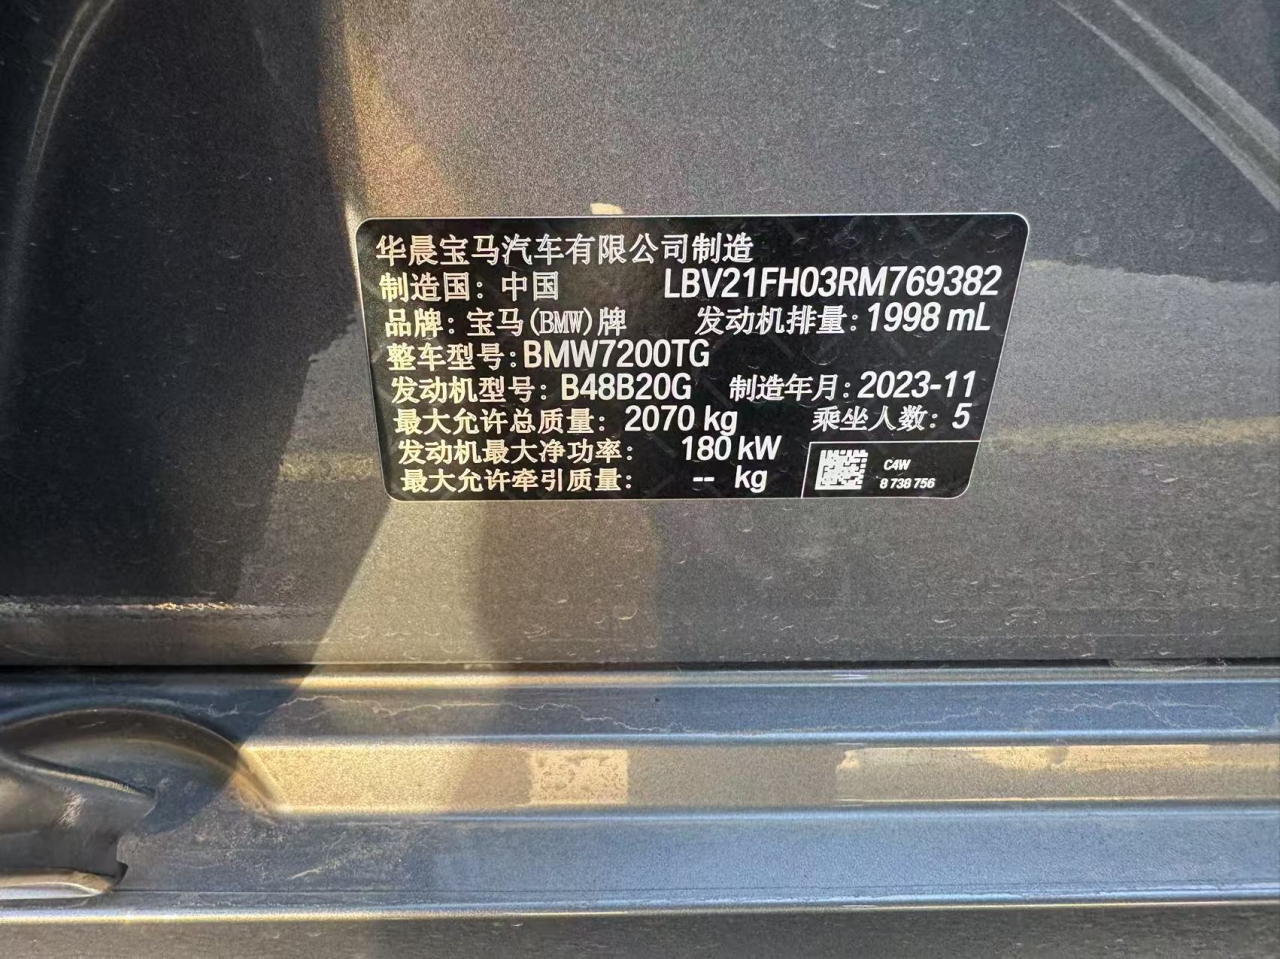 华晨宝马汽车有限公司制造
制造国：中国 LBV21FH03RM769382
品牌：宝马(BMW)牌 发动机排量：1998 mL
整车型号：BMW7200TG
发动机型号：B48B20G 制造年月：2023-11
最大允许总质量：2070 kg 乘坐人数：5
发动机最大净功率：180 kW
最大允许牵引质量：-- kg
C4W
8 738 756